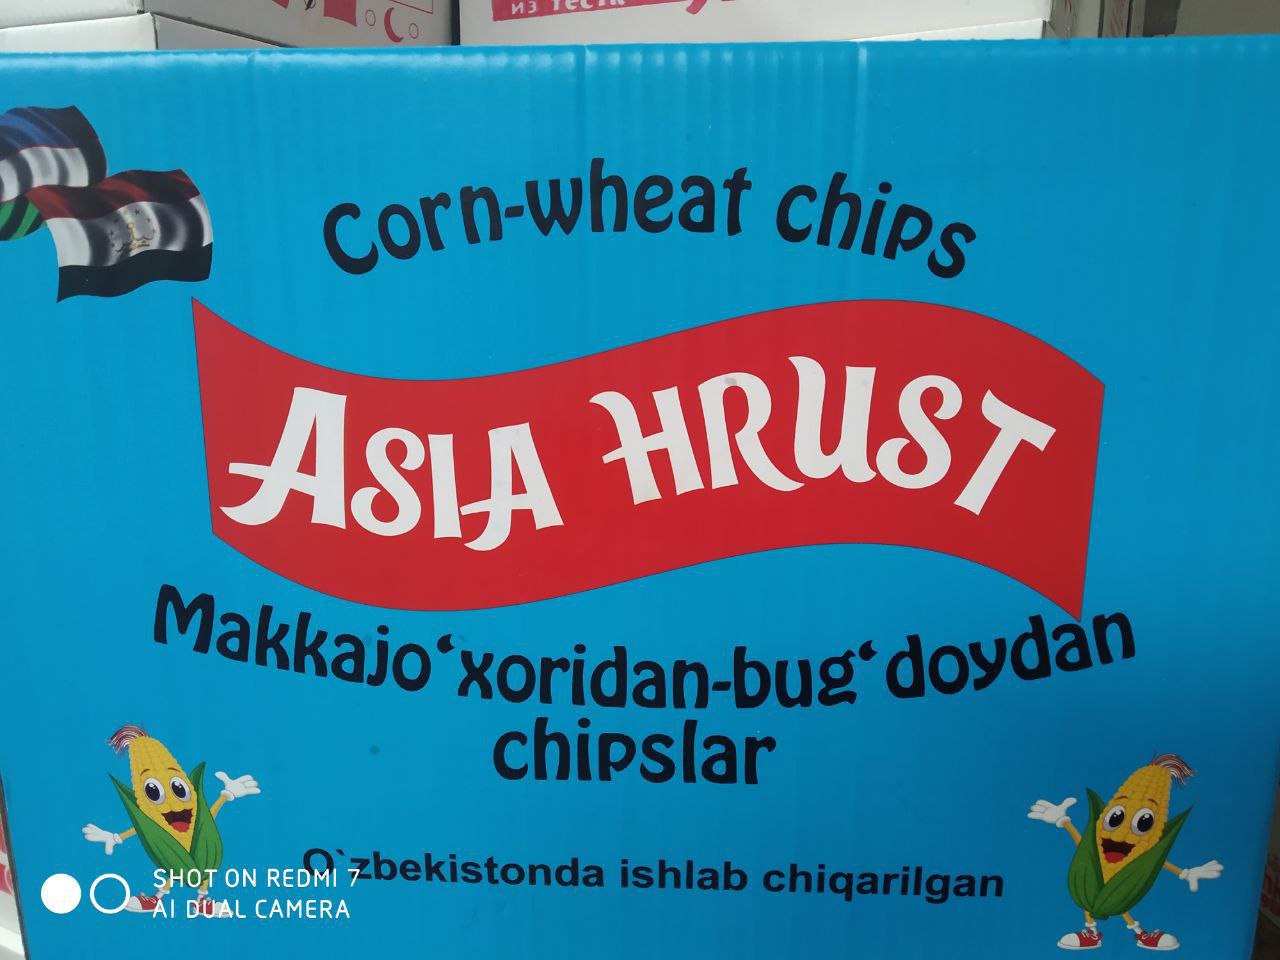 ИЗ ТЕСТА
Corn-wheat chips
ASIA HRUST
Makkajo‘xoridan-bug‘doydan
chipslar
O`zbekistonda ishlab chiqarilgan
SHOT ON REDMI 7
AI DUAL CAMERA